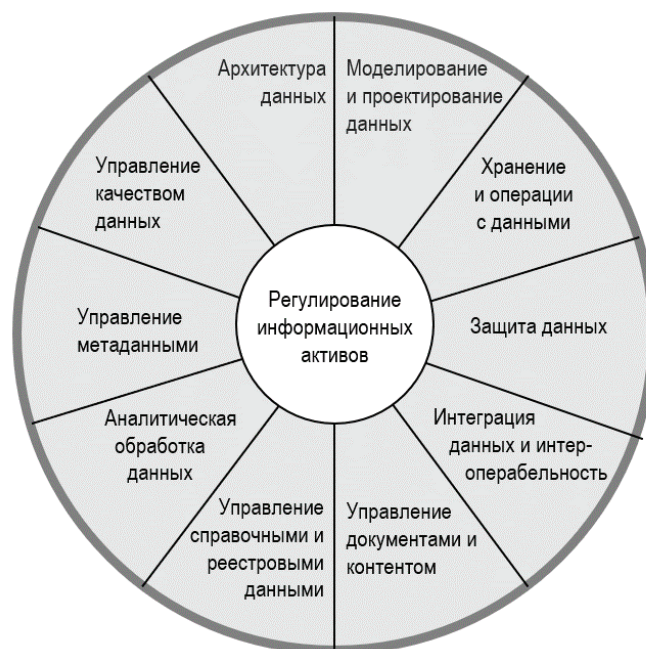 Архитектура
данных
Моделирование
и проектирование
данных
Хранение
и операции
с данными
Защита данных
Интеграция
данных и интер-
операбельность
Управление
документами и
контентом
Управление
справочными и
реестровыми
данными
Аналитическая
обработка
данных
Управление
метаданными
Управление
качеством
данных
Регулирование
информационных
активов